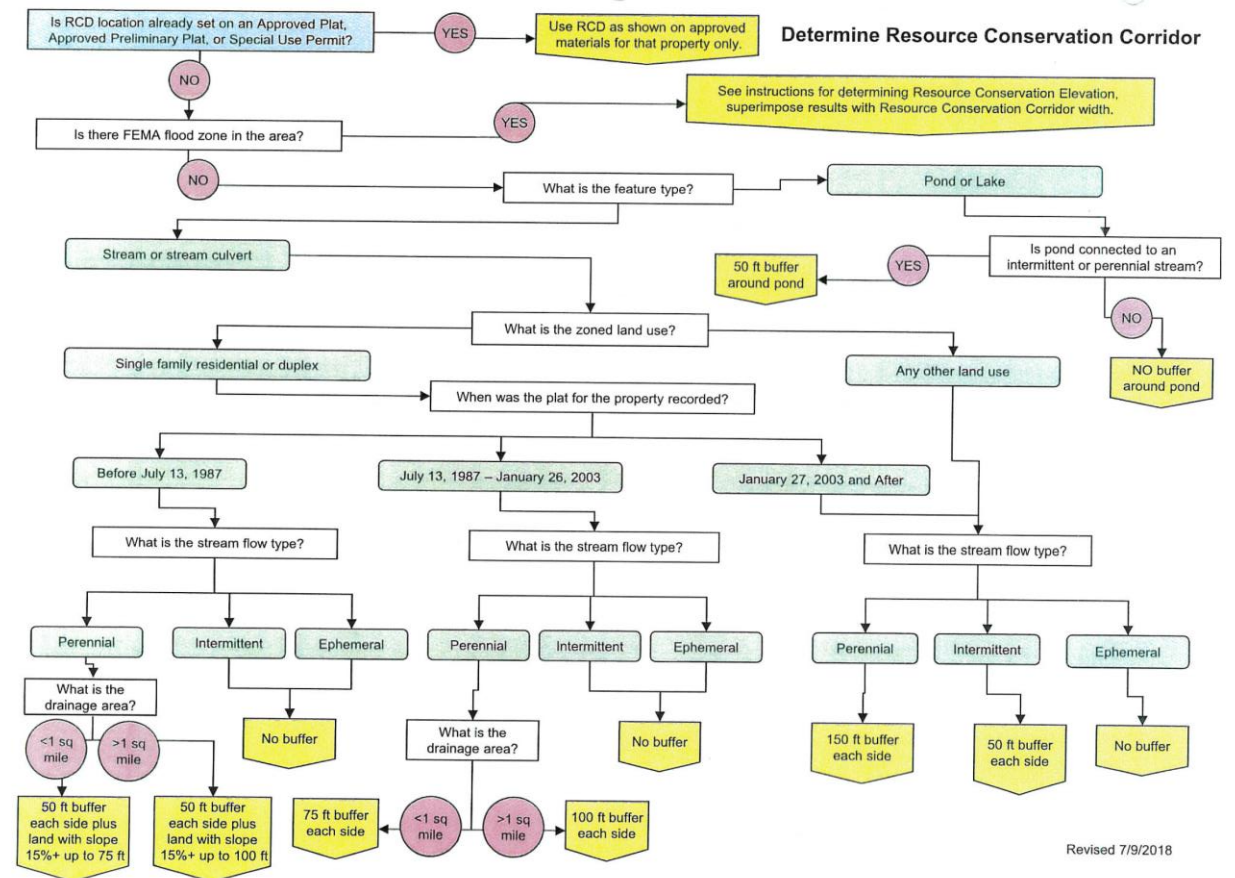 Is RCD location already set on an Approved Plat,
Approved Preliminary Plat, or Special Use Permit?
YES
Use RCD as shown on approved
materials for that property only.
Determine Resource Conservation Corridor
NO
See instructions for determining Resource Conservation Elevation,
superimpose results with Resource Conservation Corridor width.
Is there FEMA flood zone in the area?
YES
NO
What is the feature type?
Pond or Lake
Stream or stream culvert
Is pond connected to an
intermittent or perennial stream?
YES
50 ft buffer
around pond
NO
NO buffer
around pond
What is the zoned land use?
Single family residential or duplex
Any other land use
When was the plat for the property recorded?
Before July 13, 1987
July 13, 1987 – January 26, 2003
January 27, 2003 and After
What is the stream flow type?
What is the stream flow type?
What is the stream flow type?
Perennial
Intermittent
Ephemeral
Perennial
Intermittent
Ephemeral
Perennial
Intermittent
Ephemeral
What is the
drainage area?
<1 sq
mile
>1 sq
mile
No buffer
50 ft buffer
each side plus
land with slope
15%+ up to 75 ft
50 ft buffer
each side plus
land with slope
15%+ up to 100 ft
What is the
drainage area?
No buffer
75 ft buffer
each side
<1 sq
mile
>1 sq
mile
100 ft buffer
each side
150 ft buffer
each side
50 ft buffer
each side
No buffer
Revised 7/9/2018